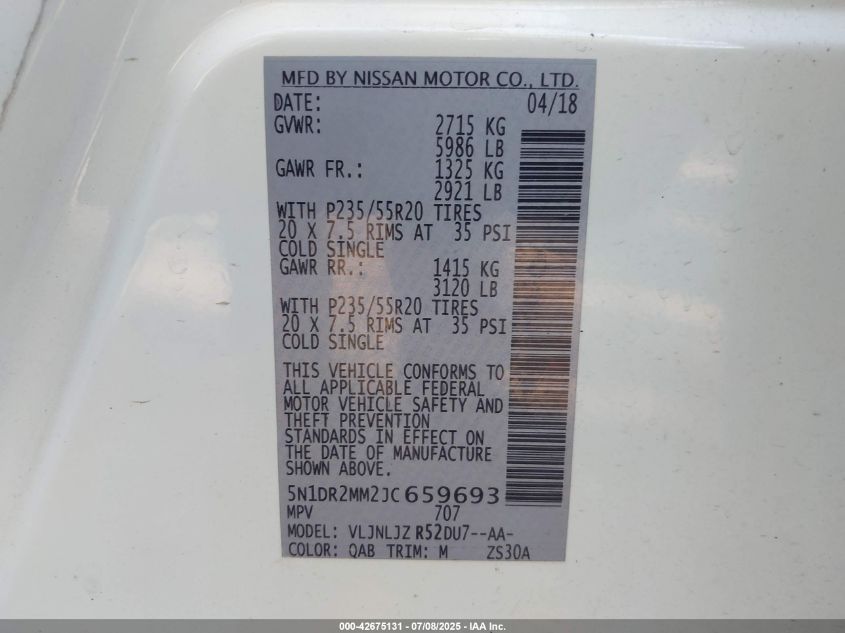 MFD BY NISSAN MOTOR CO., LTD.
DATE: 04/18
GVWR: 2715 KG
5986 LB
GAWR FR.: 1325 KG
2921 LB
WITH P235/55R20 TIRES
20 X 7.5 RIMS AT 35 PSI
COLD SINGLE
GAWR RR.: 1415 KG
3120 LB
WITH P235/55R20 TIRES
20 X 7.5 RIMS AT 35 PSI
COLD SINGLE
THIS VEHICLE CONFORMS TO
ALL APPLICABLE FEDERAL
MOTOR VEHICLE SAFETY AND
THEFT PREVENTION
STANDARDS IN EFFECT ON
THE DATE OF MANUFACTURE
SHOWN ABOVE.
5N1DR2MM2JC659693
MPV 707
MODEL: VLJNLJZ R52DU7--AA-
COLOR: QAB TRIM: M ZS30A
000-42675131 - 07/08/2025 - IAA Inc.